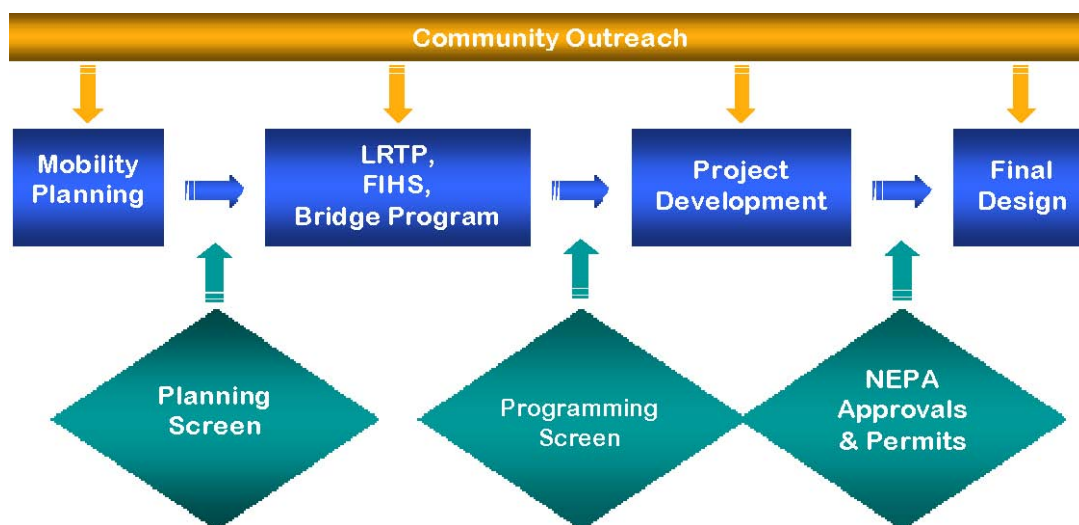 Community Outreach
Mobility
Planning
LRTP,
FIHS,
Bridge Program
Project
Development
Final
Design
Planning
Screen
Programming
Screen
NEPA
Approvals
& Permits